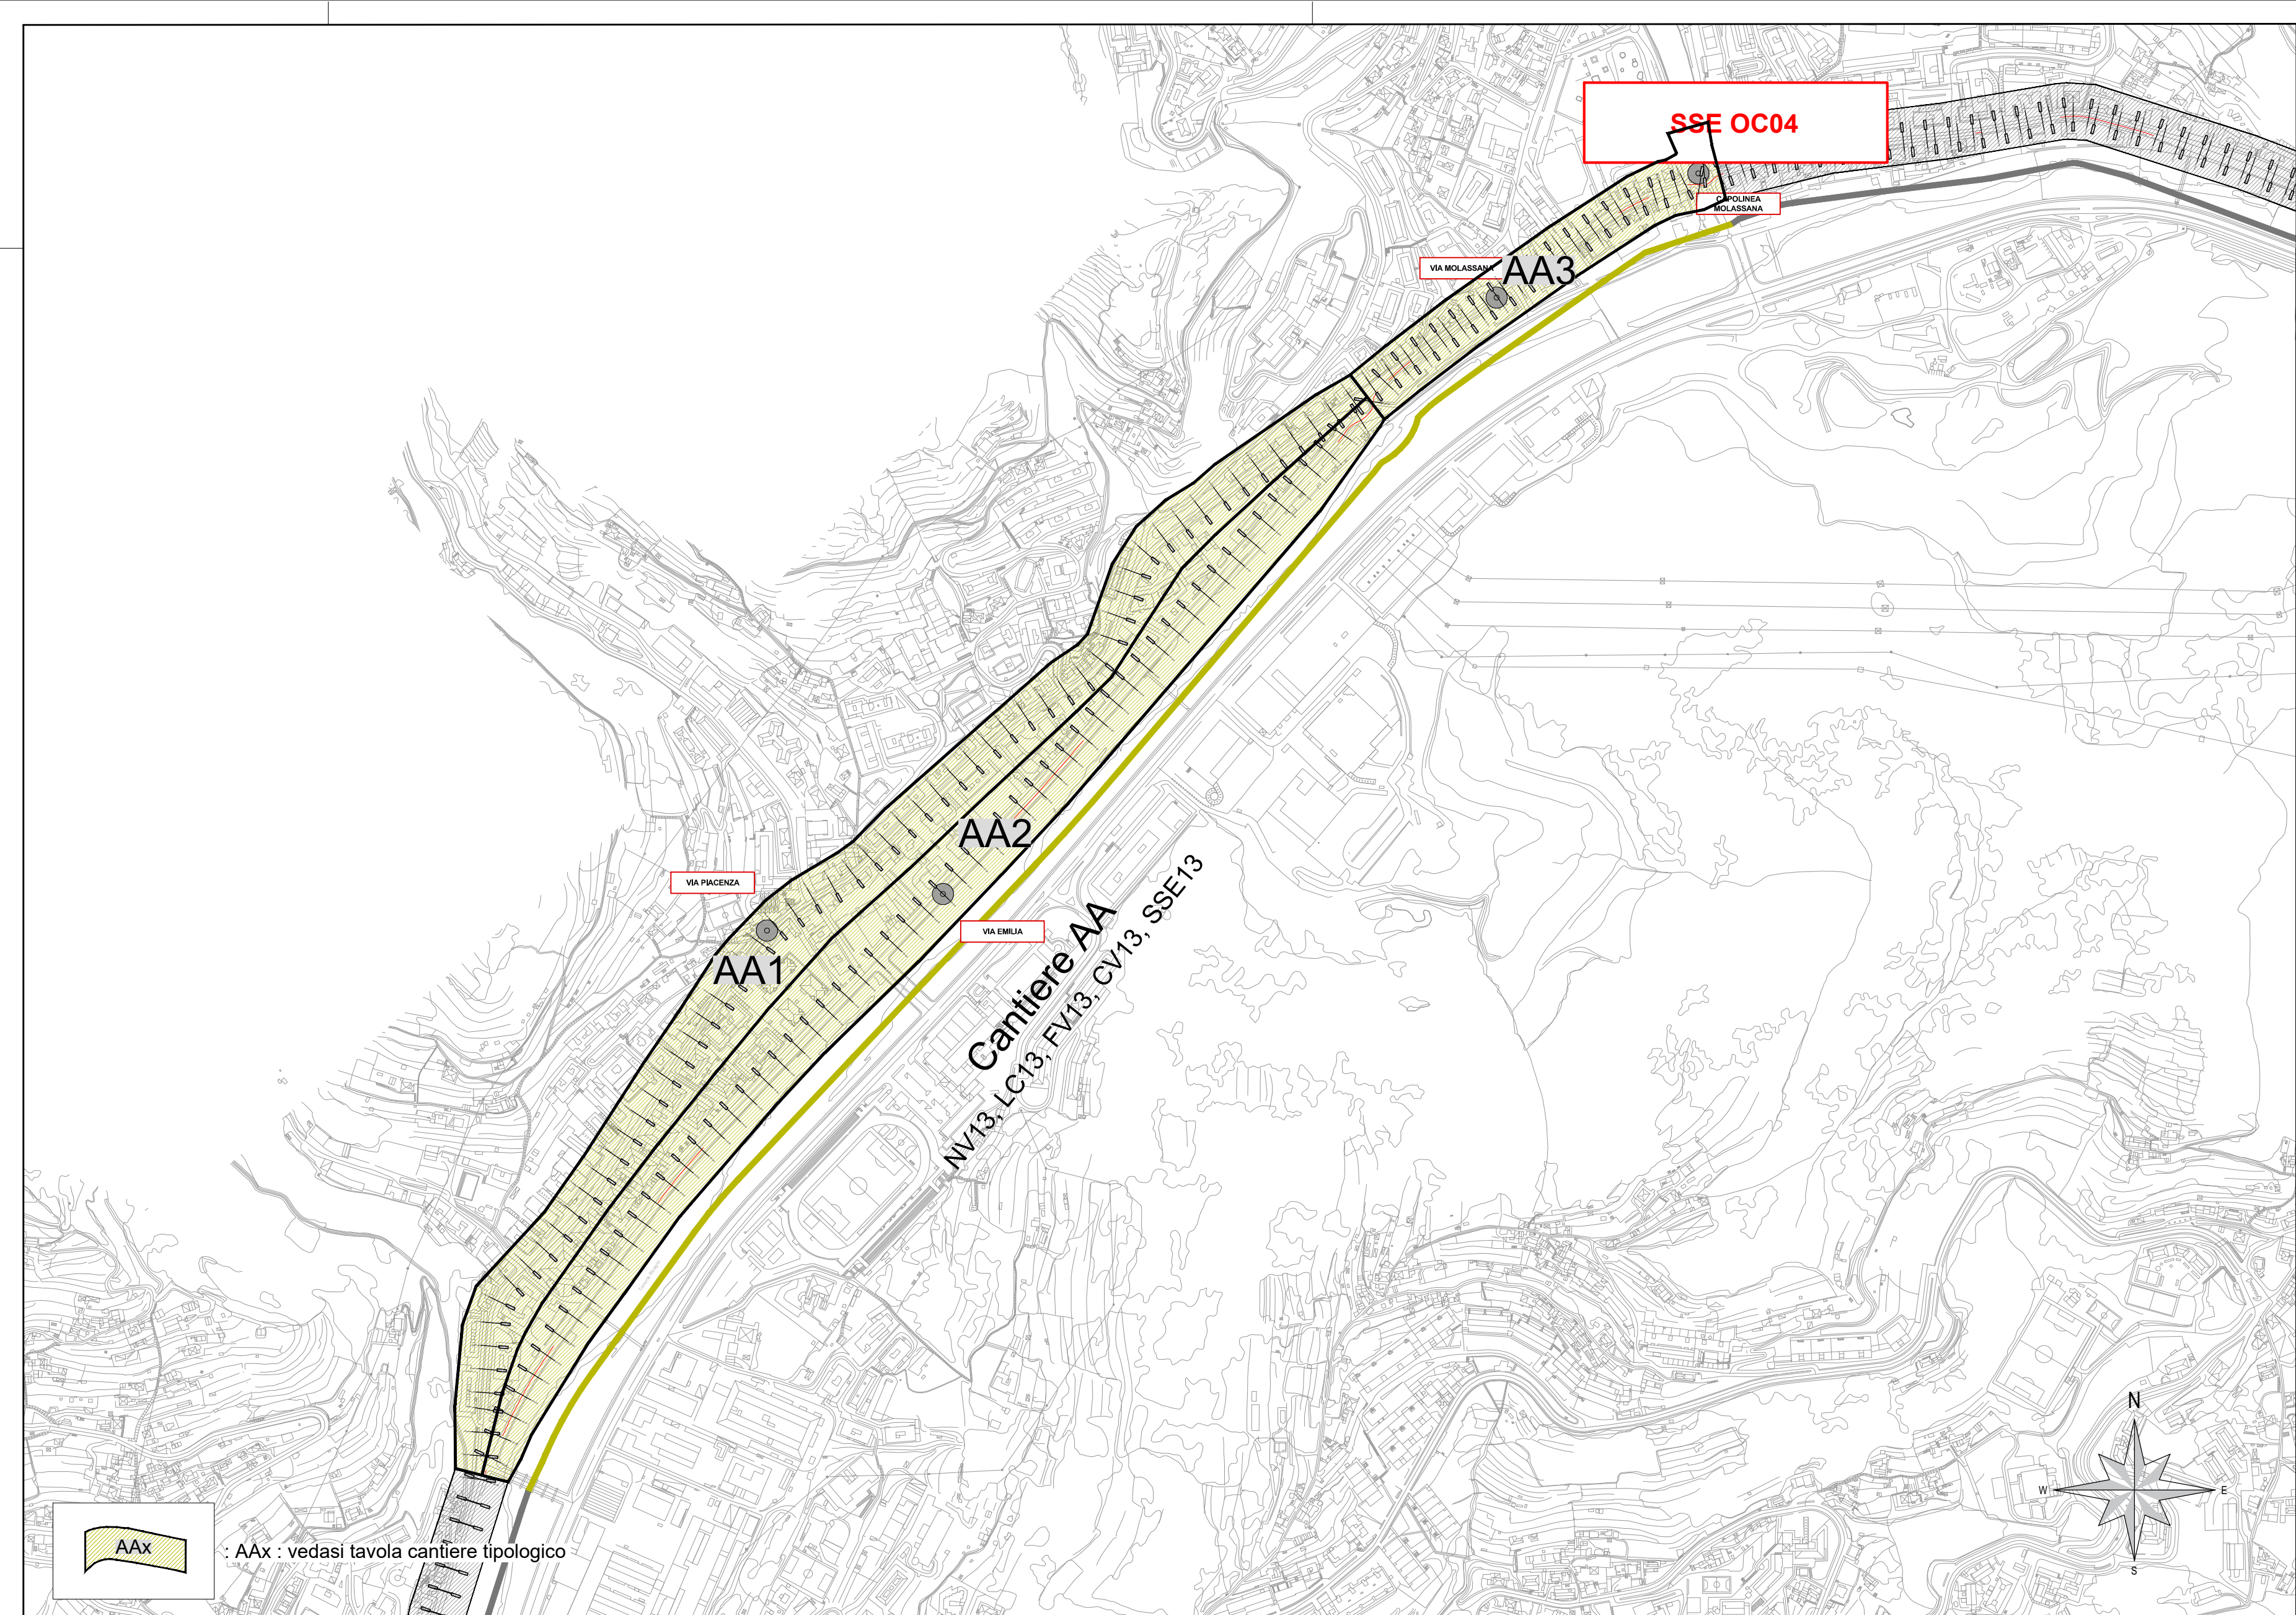 SSE OC04
CAPOLINEA
MOLASSANA
VIA MOLASSANA
AA3
AA2
VIA PIACENZA
VIA EMILIA
AA1
Cantiere AA
NV13, LC13, FV13, CV13, SSE13
N
W
E
S
AAx
: AAx : vedasi tavola cantiere tipologico